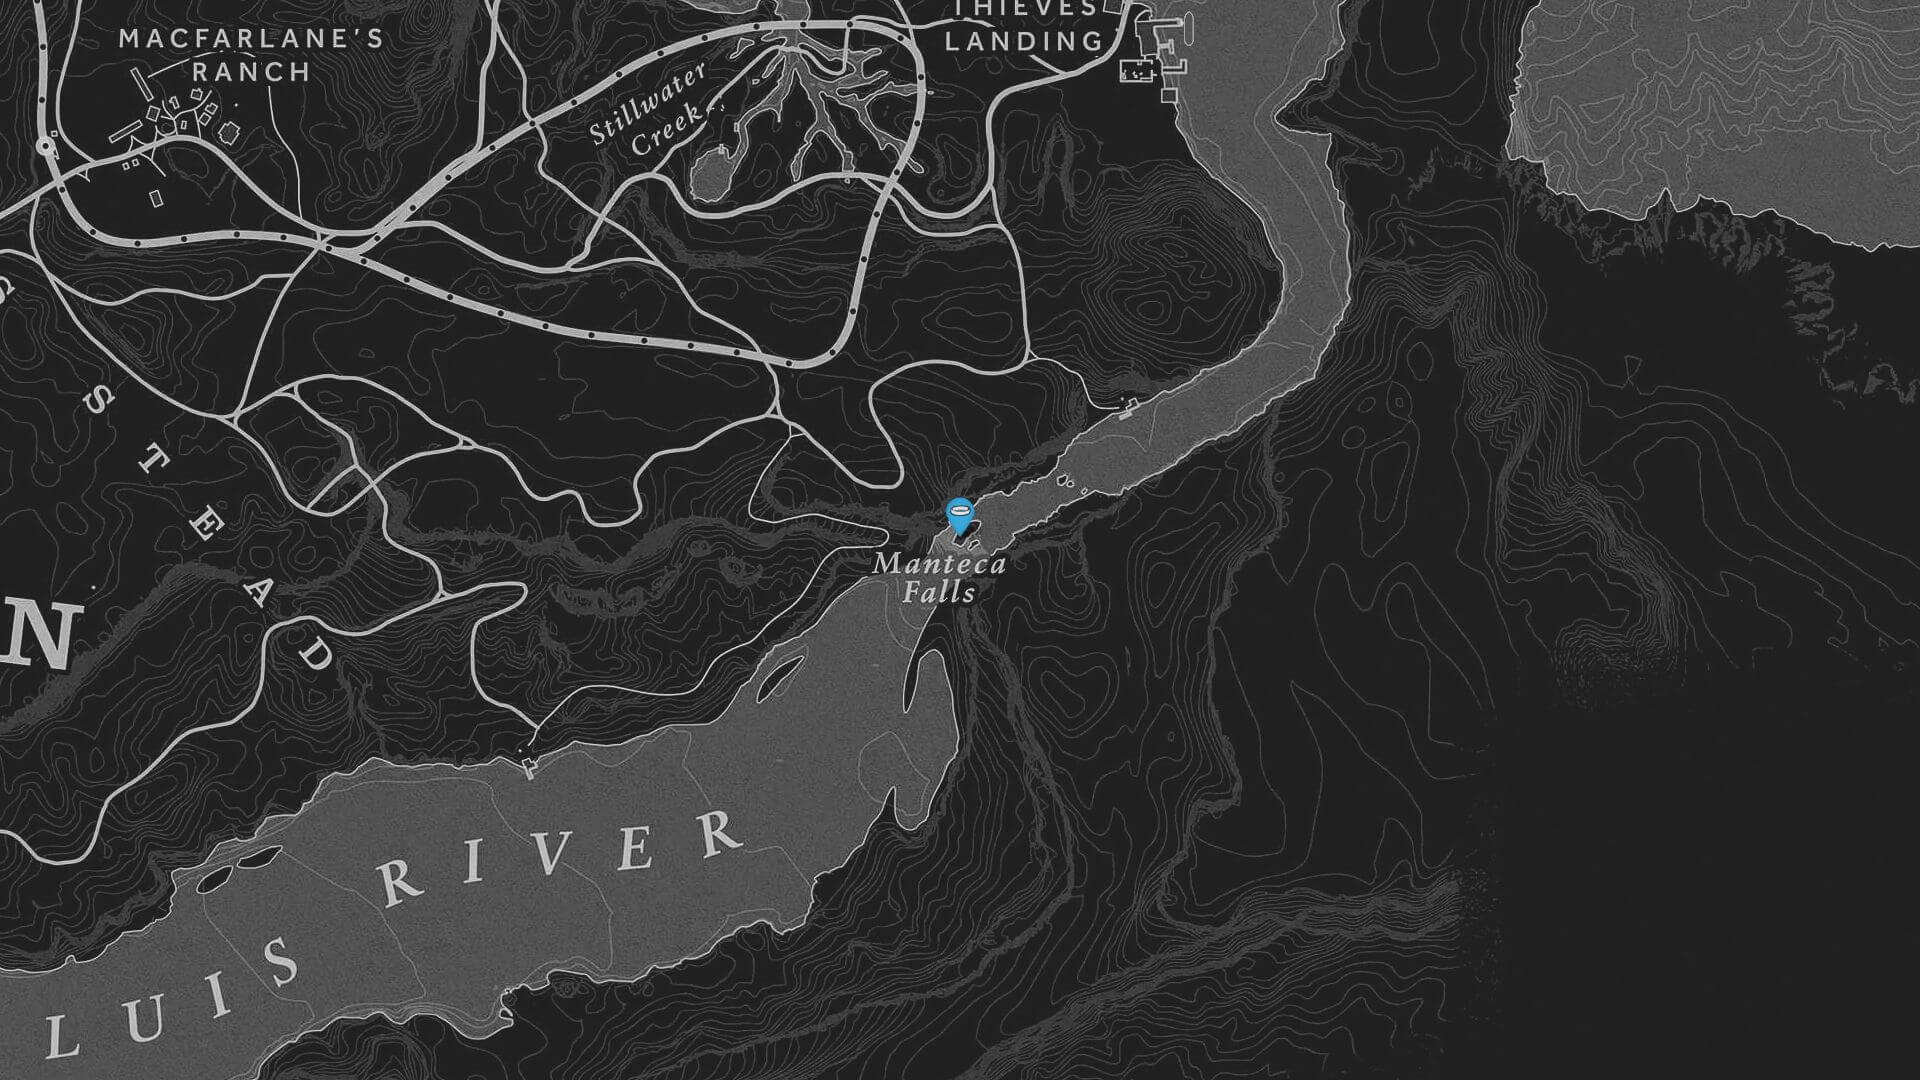 THIEVES
LANDING
MACFARLANE'S
RANCH
Stillwater
Creek
S
S
T
E
A
D
N
Manteca
Falls
LUIS RIVER